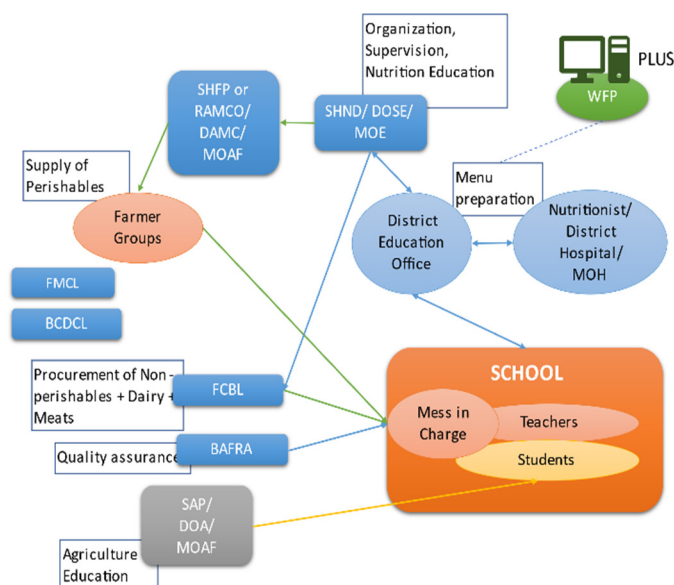 Organization,
Supervision,
Nutrition Education
PLUS
WFP
SHFP or
RAMCO/
DAMC/
MOAF
SHND/ DOSE/
MOE
Supply of
Perishables
Farmer
Groups
Menu
preparation
District
Education
Office
Nutritionist/
District
Hospital/
MOH
FMCL
BCDCL
SCHOOL
Mess in
Charge
Teachers
Students
Procurement of Non -
perishables + Dairy +
Meats
FCBL
Quality assurance
BAFRA
SAP/
DOA/
MOAF
Agriculture
Education